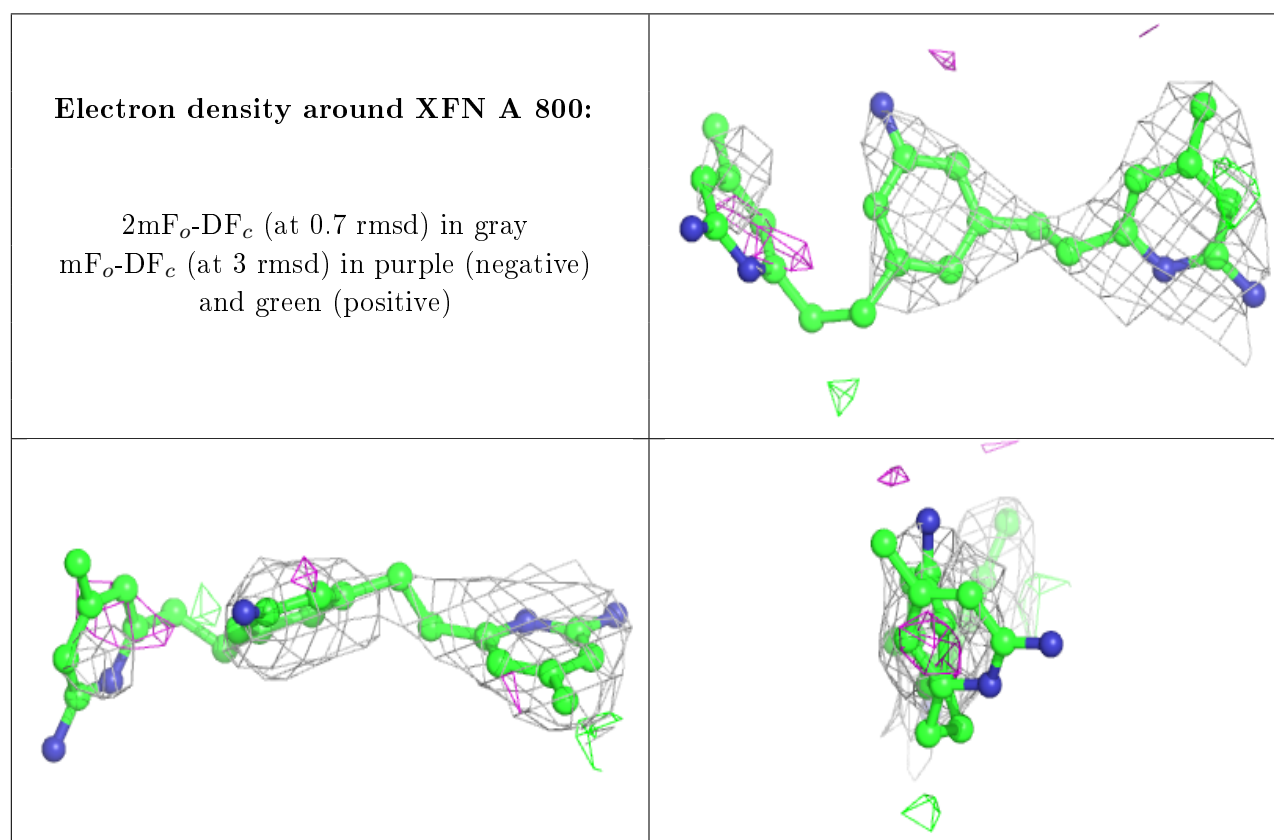 Electron density around XFN A 800:
2mFₒ-DF𝒸 (at 0.7 rmsd) in gray
mFₒ-DF𝒸 (at 3 rmsd) in purple (negative)
and green (positive)